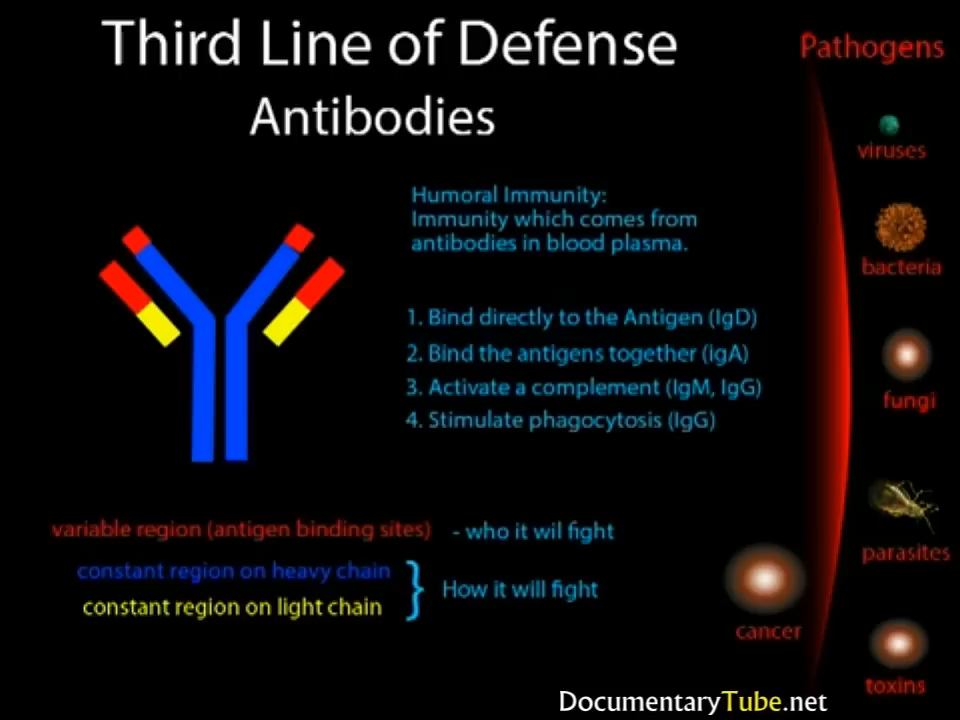 Third Line of Defense
Antibodies
Pathogens
viruses
Humoral Immunity:
Immunity which comes from
antibodies in blood plasma.
bacteria
1. Bind directly to the Antigen (IgD)
2. Bind the antigens together (igA)
3. Activate a complement (IgM, IgG)
4. Stimulate phagocytosis (IgG)
fungi
variable region (antigen binding sites) - who it wil fight
constant region on heavy chain
constant region on light chain
} How it will fight
parasites
cancer
toxins
DocumentaryTube.net